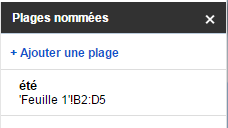 Plages nommées
+ Ajouter une plage
été
'Feuille 1'!B2:D5